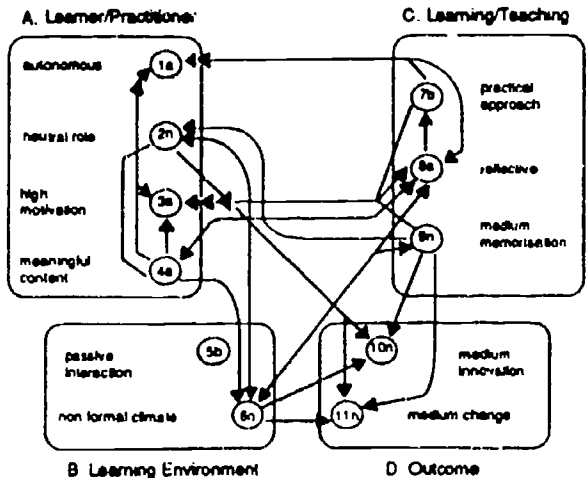 A. Learner/Practitioner
C. Learning/Teaching
autonomous
1a
7b
practical
approach
neutral role
2n
8a
reflective
high
motivation
3a
9n
medium
memorisation
meaningful
content
4a
passive
interaction
5b
10n
medium
innovation
non formal climate
6n
11n
medium change
B Learning Environment
D. Outcome